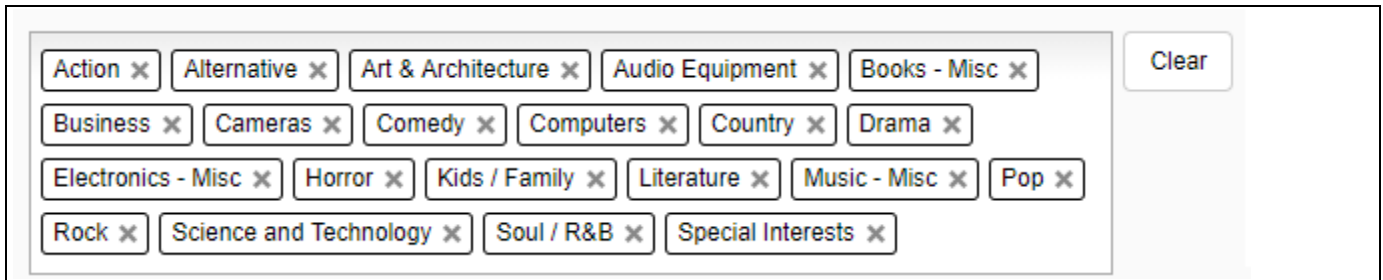 Action × Alternative × Art & Architecture × Audio Equipment × Books - Misc × Clear
Business × Cameras × Comedy × Computers × Country × Drama ×
Electronics - Misc × Horror × Kids / Family × Literature × Music - Misc × Pop ×
Rock × Science and Technology × Soul / R&B × Special Interests ×